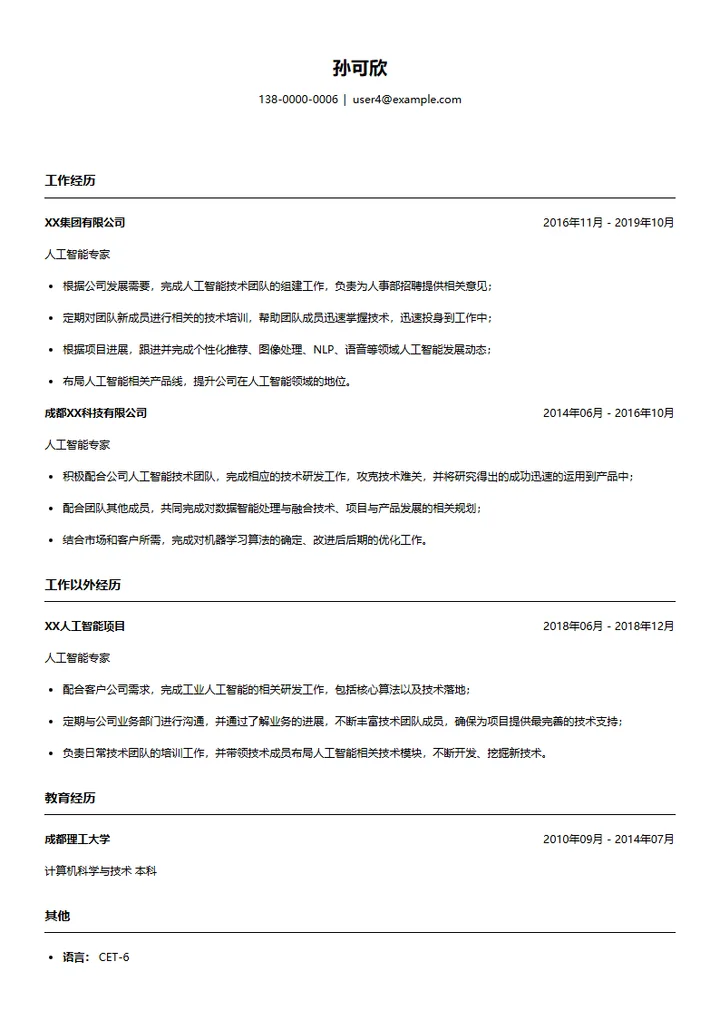 孙可欣
138-0000-0006 | user4@example.com
工作经历
XX集团有限公司 2016年11月 - 2019年10月
人工智能专家
• 根据公司发展需要，完成人工智能技术团队的组建工作，负责为人事部招聘提供相关意见；
• 定期对团队新成员进行相关的技术培训，帮助团队成员迅速掌握技术，迅速投身到工作中；
• 根据项目进展，跟进并完成个性化推荐、图像处理、NLP、语音等领域人工智能发展动态；
• 布局人工智能相关产品线，提升公司在人工智能领域的地位。
成都XX科技有限公司 2014年06月 - 2016年10月
人工智能专家
• 积极配合公司人工智能技术团队，完成相应的技术研发工作，攻克技术难关，并将研究得出的成功迅速的运用到产品中；
• 配合团队其他成员，共同完成对数据智能处理与融合技术、项目与产品发展的相关规划；
• 结合市场和客户所需，完成对机器学习算法的确定、改进后后期的优化工作。
工作以外经历
XX人工智能项目 2018年06月 - 2018年12月
人工智能专家
• 配合客户公司需求，完成工业人工智能的相关研发工作，包括核心算法以及技术落地；
• 定期与公司业务部门进行沟通，并通过了解业务的进展，不断丰富技术团队成员，确保为项目提供最完善的技术支持；
• 负责日常技术团队的培训工作，并带领技术成员布局人工智能相关技术模块，不断开发、挖掘新技术。
教育经历
成都理工大学 2010年09月 - 2014年07月
计算机科学与技术 本科
其他
• 语言： CET-6